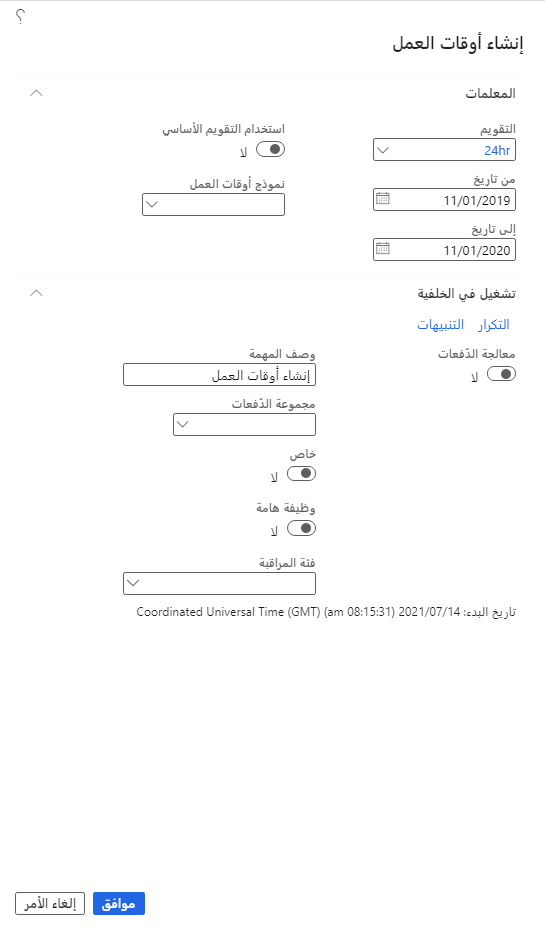 ؟
إنشاء أوقات العمل
المعلمات
التقويم
24hr
من تاريخ
11/01/2019
إلى تاريخ
11/01/2020
استخدام التقويم الأساسي
لا
نموذج أوقات العمل
تشغيل في الخلفية
التكرار التنبيهات
معالجة الدُفعات
لا
وصف المهمة
إنشاء أوقات العمل
مجموعة الدُفعات
خاص
لا
وظيفة هامة
لا
فئة المراقبة
تاريخ البدء: 2021/07/14 (08:15:31 am) Coordinated Universal Time (GMT)
موافق
إلغاء الأمر